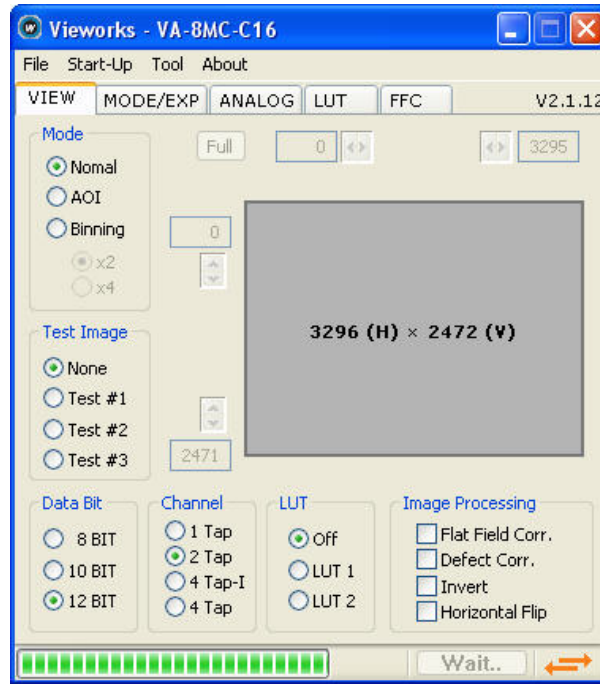 Vieworks - VA-8MC-C16
File Start-Up Tool About
VIEW MODE/EXP ANALOG LUT FFC V2.1.12
Mode
Full 0 3295
Nomal
AOI
Binning
0
x2
x4
3296 (H) × 2472 (V)
Test Image
None
Test #1
Test #2
Test #3
2471
Data Bit
8 BIT
10 BIT
12 BIT
Channel
1 Tap
2 Tap
4 Tap-I
4 Tap
LUT
Off
LUT 1
LUT 2
Image Processing
Flat Field Corr.
Defect Corr.
Invert
Horizontal Flip
Wait..